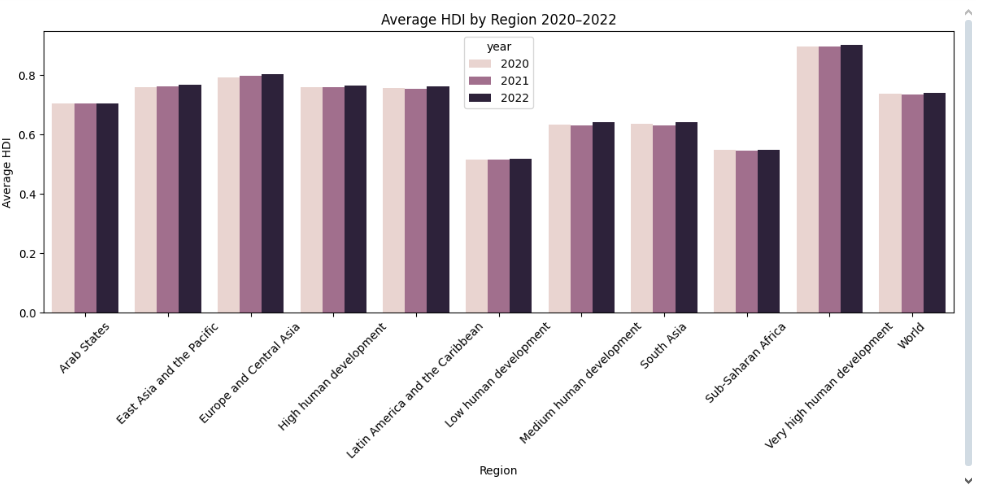 Average HDI by Region 2020–2022
year
2020
2021
2022
Average HDI
0.8
0.6
0.4
0.2
0.0
Arab States
East Asia and the Pacific
Europe and Central Asia
High human development
Latin America and the Caribbean
Low human development
Medium human development
South Asia
Sub-Saharan Africa
Very high human development
World
Region